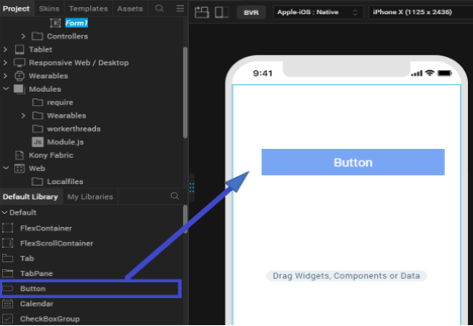 Project Skins Templates Assets
Form1
Controllers
Tablet
Responsive Web / Desktop
Wearables
Modules
require
Wearables
workerthreads
Js Module.js
Kony Fabric
Web
Localfiles
Default Library My Libraries
Default
FlexContainer
FlexScrollContainer
Tab
TabPane
Button
Calendar
CheckBoxGroup
BVR Apple-iOS : Native iPhone X (1125 x 2436)
9:41
Button
Drag Widgets, Components or Data